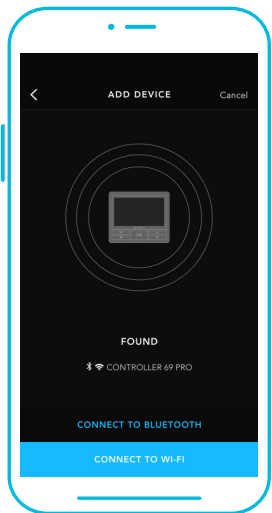 ADD DEVICE Cancel
FOUND
CONTROLLER 69 PRO
CONNECT TO BLUETOOTH
CONNECT TO WI-FI